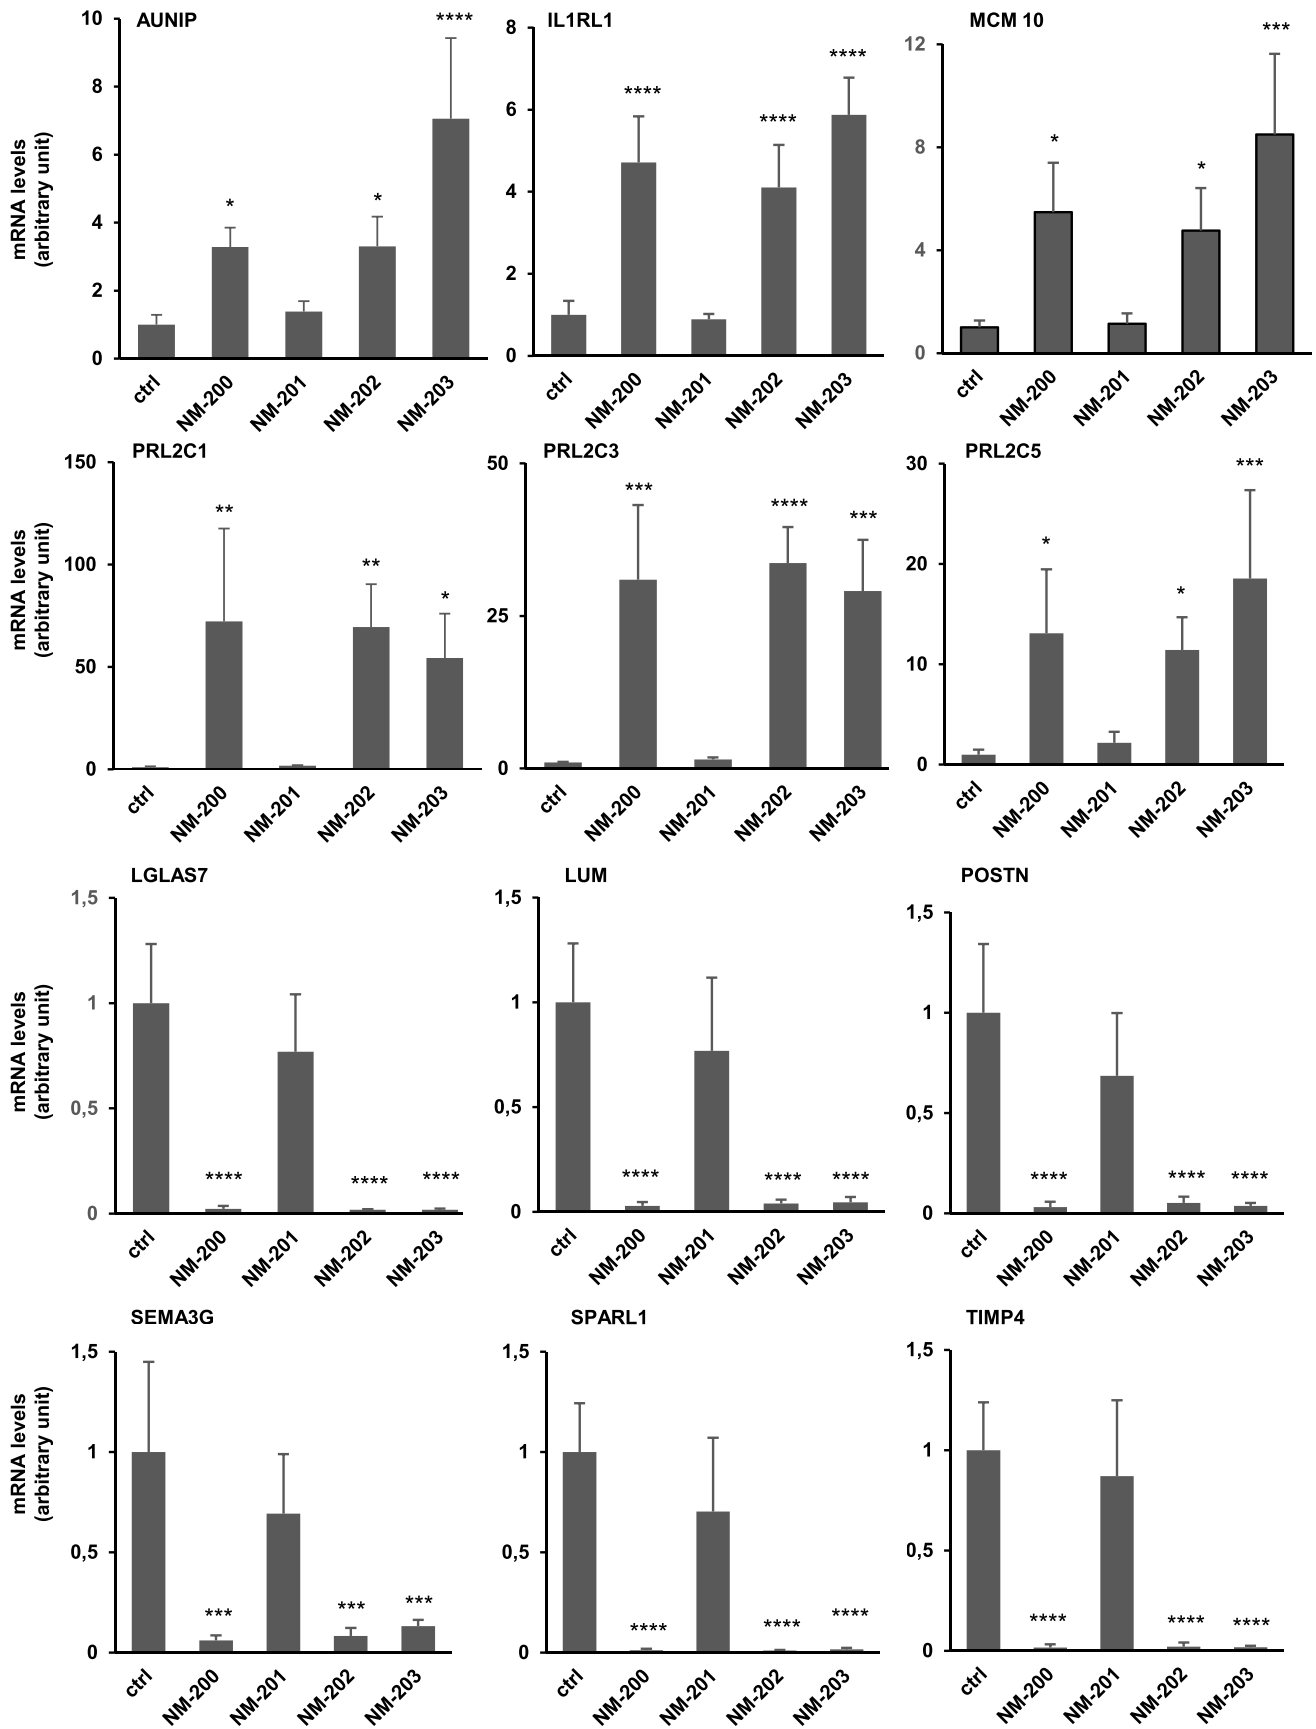 AUNIP
IL1RL1
MCM 10
mRNA levels
(arbitrary unit)
10
8
6
4
2
0
*
*
****
ctrl
NM-200
NM-201
NM-202
NM-203
8
6
4
2
0
****
****
****
ctrl
NM-200
NM-201
NM-202
NM-203
12
8
4
0
*
*
***
ctrl
NM-200
NM-201
NM-202
NM-203
PRL2C1
PRL2C3
PRL2C5
mRNA levels
(arbitrary unit)
150
100
50
0
**
**
*
ctrl
NM-200
NM-201
NM-202
NM-203
50
25
0
***
****
***
ctrl
NM-200
NM-201
NM-202
NM-203
30
20
10
0
*
*
***
ctrl
NM-200
NM-201
NM-202
NM-203
LGLAS7
LUM
POSTN
mRNA levels
(arbitrary unit)
1,5
1
0,5
0
****
****
****
ctrl
NM-200
NM-201
NM-202
NM-203
1,5
1
0,5
0
****
****
****
ctrl
NM-200
NM-201
NM-202
NM-203
1,5
1
0,5
0
****
****
****
ctrl
NM-200
NM-201
NM-202
NM-203
SEMA3G
SPARL1
TIMP4
mRNA levels
(arbitrary unit)
1,5
1
0,5
0
***
***
***
ctrl
NM-200
NM-201
NM-202
NM-203
1,5
1
0,5
0
****
****
****
ctrl
NM-200
NM-201
NM-202
NM-203
1,5
1
0,5
0
****
****
****
ctrl
NM-200
NM-201
NM-202
NM-203